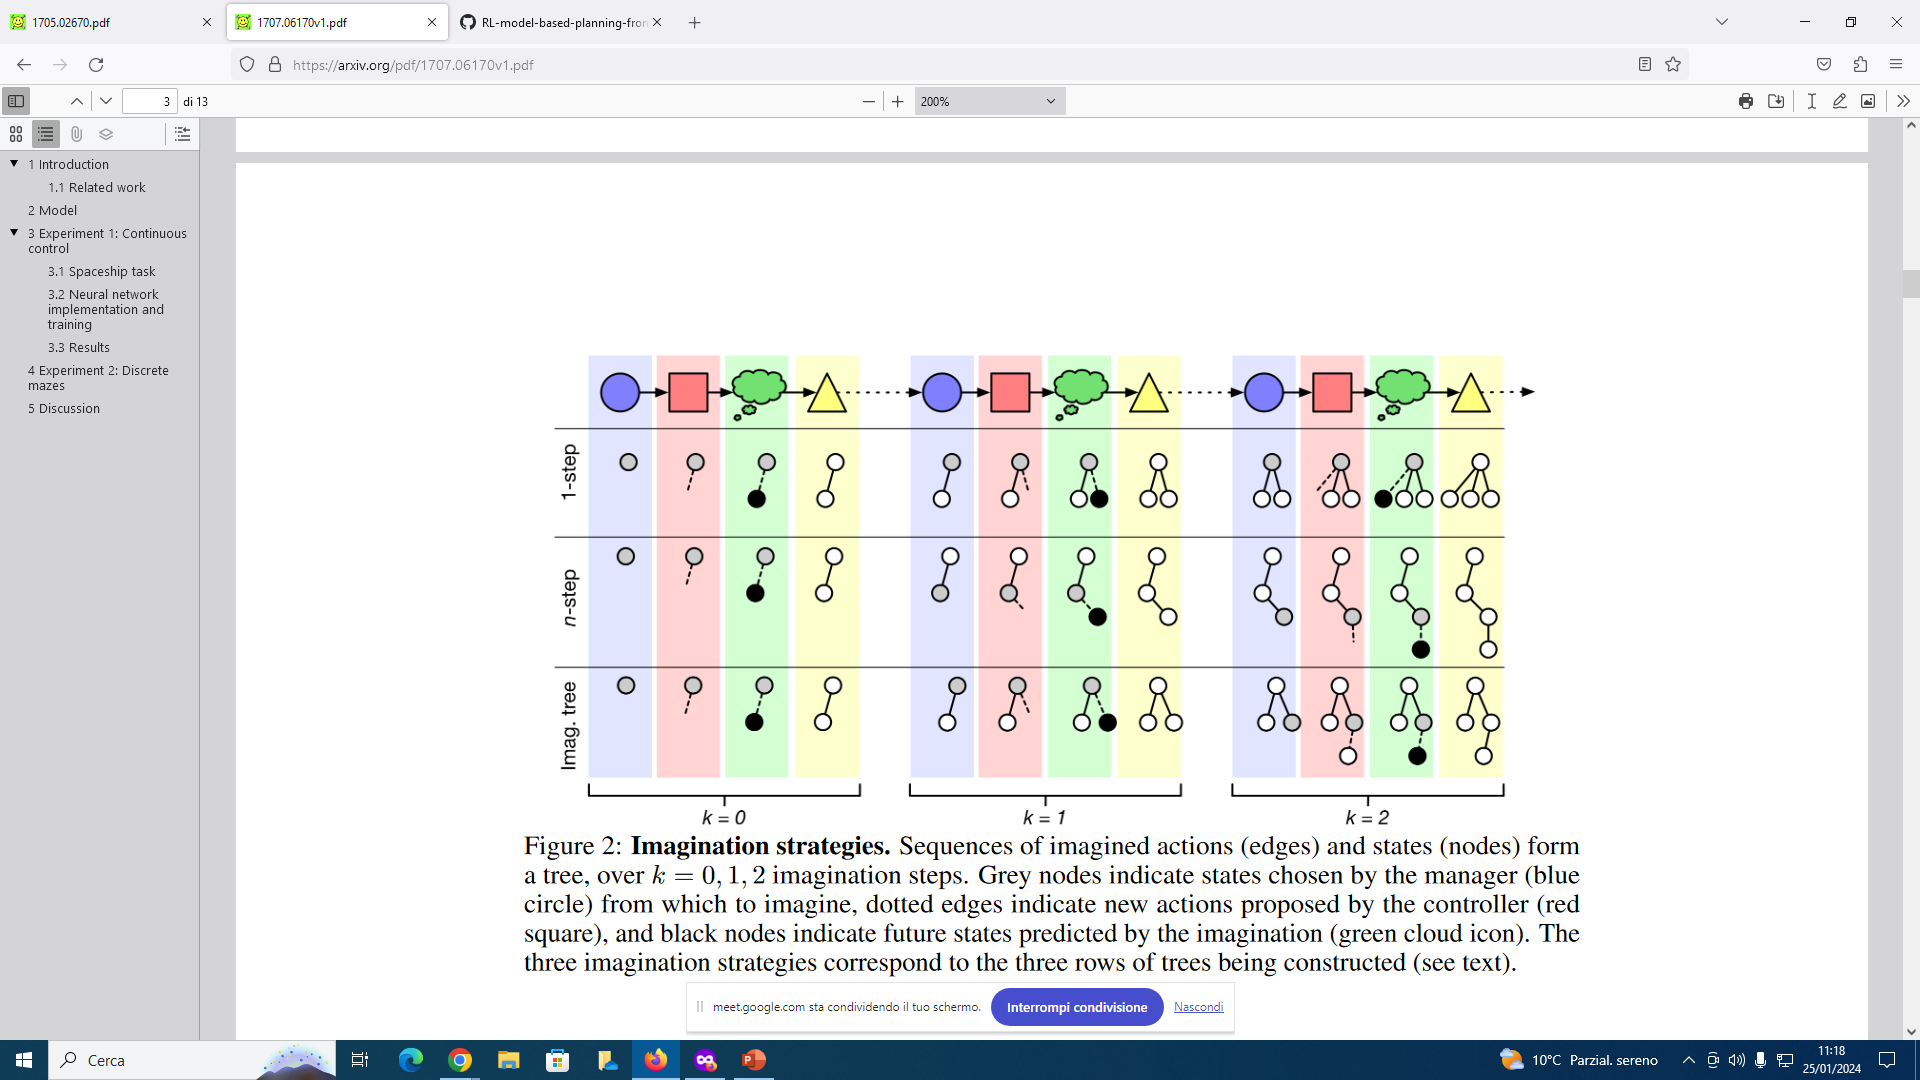 1705.02670.pdf
1707.06170v1.pdf
RL-model-based-planning-fron
https://arxiv.org/pdf/1707.06170v1.pdf
3 di 13
200%
1 Introduction
1.1 Related work
2 Model
3 Experiment 1: Continuous
control
3.1 Spaceship task
3.2 Neural network
implementation and
training
3.3 Results
4 Experiment 2: Discrete
mazes
5 Discussion
1-step
n-step
Imag. tree
k = 0
k = 1
k = 2
Figure 2: Imagination strategies. Sequences of imagined actions (edges) and states (nodes) form
a tree, over k = 0, 1, 2 imagination steps. Grey nodes indicate states chosen by the manager (blue
circle) from which to imagine, dotted edges indicate new actions proposed by the controller (red
square), and black nodes indicate future states predicted by the imagination (green cloud icon). The
three imagination strategies correspond to the three rows of trees being constructed (see text).
meet.google.com sta condividendo il tuo schermo.
Interrompi condivisione
Nascondi
Cerca
10°C Parzial. sereno
11:18
25/01/2024